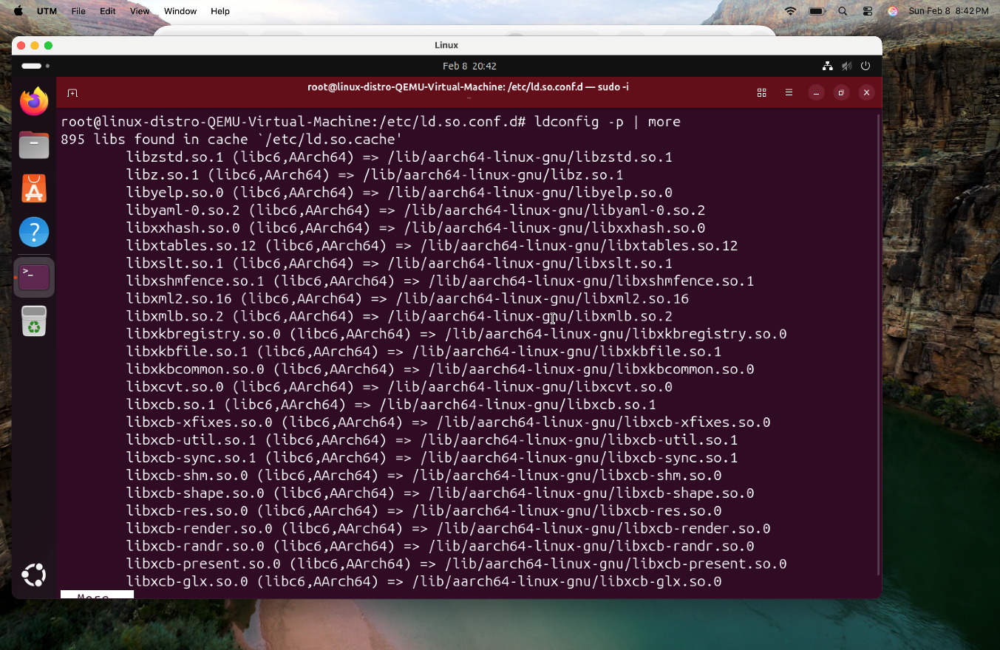 UTM File Edit View Window Help Sun Feb 8 8:42 PM
Linux
Feb 8 20:42
root@linux-distro-QEMU-Virtual-Machine: /etc/ld.so.conf.d — sudo -i
~
root@linux-distro-QEMU-Virtual-Machine:/etc/ld.so.conf.d# ldconfig -p | more
895 libs found in cache `/etc/ld.so.cache'
libzstd.so.1 (libc6,AArch64) => /lib/aarch64-linux-gnu/libzstd.so.1
libz.so.1 (libc6,AArch64) => /lib/aarch64-linux-gnu/libz.so.1
libyelp.so.0 (libc6,AArch64) => /lib/aarch64-linux-gnu/libyelp.so.0
libyaml-0.so.2 (libc6,AArch64) => /lib/aarch64-linux-gnu/libyaml-0.so.2
libxxhash.so.0 (libc6,AArch64) => /lib/aarch64-linux-gnu/libxxhash.so.0
libxtables.so.12 (libc6,AArch64) => /lib/aarch64-linux-gnu/libxtables.so.12
libxslt.so.1 (libc6,AArch64) => /lib/aarch64-linux-gnu/libxslt.so.1
libxshmfence.so.1 (libc6,AArch64) => /lib/aarch64-linux-gnu/libxshmfence.so.1
libxml2.so.16 (libc6,AArch64) => /lib/aarch64-linux-gnu/libxml2.so.16
libxmlb.so.2 (libc6,AArch64) => /lib/aarch64-linux-gnu/libxmlb.so.2
libxkbregistry.so.0 (libc6,AArch64) => /lib/aarch64-linux-gnu/libxkbregistry.so.0
libxkbfile.so.1 (libc6,AArch64) => /lib/aarch64-linux-gnu/libxkbfile.so.1
libxkbcommon.so.0 (libc6,AArch64) => /lib/aarch64-linux-gnu/libxkbcommon.so.0
libxcvt.so.0 (libc6,AArch64) => /lib/aarch64-linux-gnu/libxcvt.so.0
libxcb.so.1 (libc6,AArch64) => /lib/aarch64-linux-gnu/libxcb.so.1
libxcb-xfixes.so.0 (libc6,AArch64) => /lib/aarch64-linux-gnu/libxcb-xfixes.so.0
libxcb-util.so.1 (libc6,AArch64) => /lib/aarch64-linux-gnu/libxcb-util.so.1
libxcb-sync.so.1 (libc6,AArch64) => /lib/aarch64-linux-gnu/libxcb-sync.so.1
libxcb-shm.so.0 (libc6,AArch64) => /lib/aarch64-linux-gnu/libxcb-shm.so.0
libxcb-shape.so.0 (libc6,AArch64) => /lib/aarch64-linux-gnu/libxcb-shape.so.0
libxcb-res.so.0 (libc6,AArch64) => /lib/aarch64-linux-gnu/libxcb-res.so.0
libxcb-render.so.0 (libc6,AArch64) => /lib/aarch64-linux-gnu/libxcb-render.so.0
libxcb-randr.so.0 (libc6,AArch64) => /lib/aarch64-linux-gnu/libxcb-randr.so.0
libxcb-present.so.0 (libc6,AArch64) => /lib/aarch64-linux-gnu/libxcb-present.so.0
libxcb-glx.so.0 (libc6,AArch64) => /lib/aarch64-linux-gnu/libxcb-glx.so.0
More